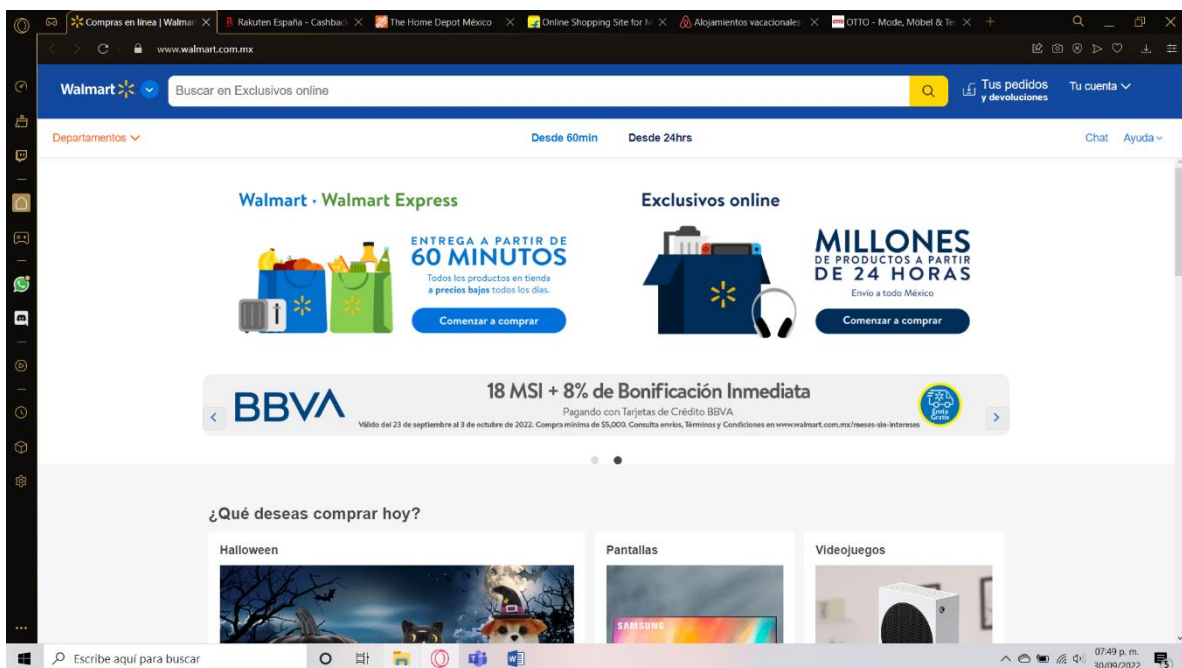 Compras en línea | Walmar
Rakuten España - Cashbac
The Home Depot México
Online Shopping Site for M
Alojamientos vacacionales
OTTO - Mode, Möbel & Te
www.walmart.com.mx
Walmart
Buscar en Exclusivos online
Tus pedidos
y devoluciones
Tu cuenta
Departamentos
Desde 60min
Desde 24hrs
Chat
Ayuda
Walmart · Walmart Express
ENTREGA A PARTIR DE
60 MINUTOS
Todos los productos en tienda
a precios bajos todos los días.
Comenzar a comprar
Exclusivos online
MILLONES
DE PRODUCTOS A PARTIR
DE 24 HORAS
Envío a todo México
Comenzar a comprar
BBVA
18 MSI + 8% de Bonificación Inmediata
Pagando con Tarjetas de Crédito BBVA
Válido del 23 de septiembre al 3 de octubre de 2022. Compra mínima de $5,000. Consulta envíos, Términos y Condiciones en www.walmart.com.mx/meses-sin-intereses
Envío
Gratis
¿Qué deseas comprar hoy?
Halloween
Pantallas
SAMSUNG
Videojuegos
Escribe aquí para buscar
07:49 p. m.
30/09/2022
5